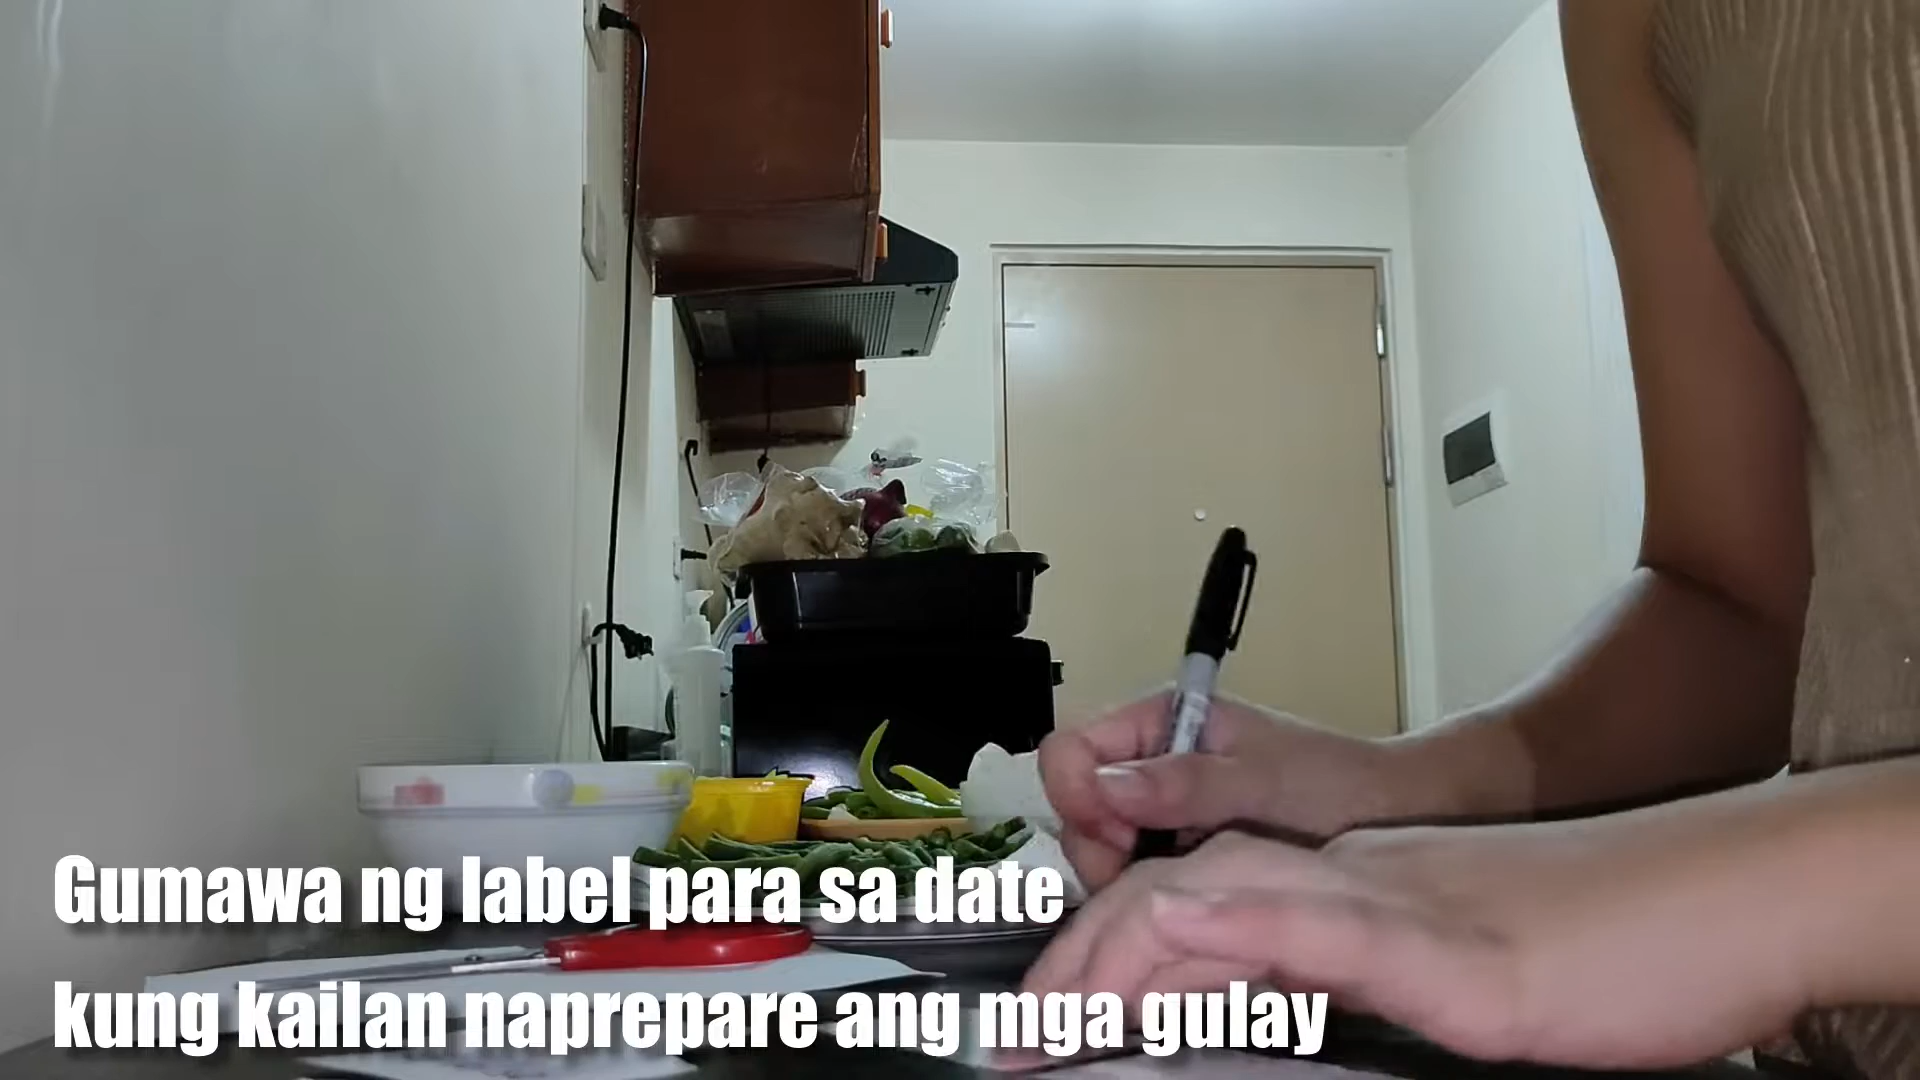 Gumawa ng label para sa date
kung kailan naprepare ang mga gulay